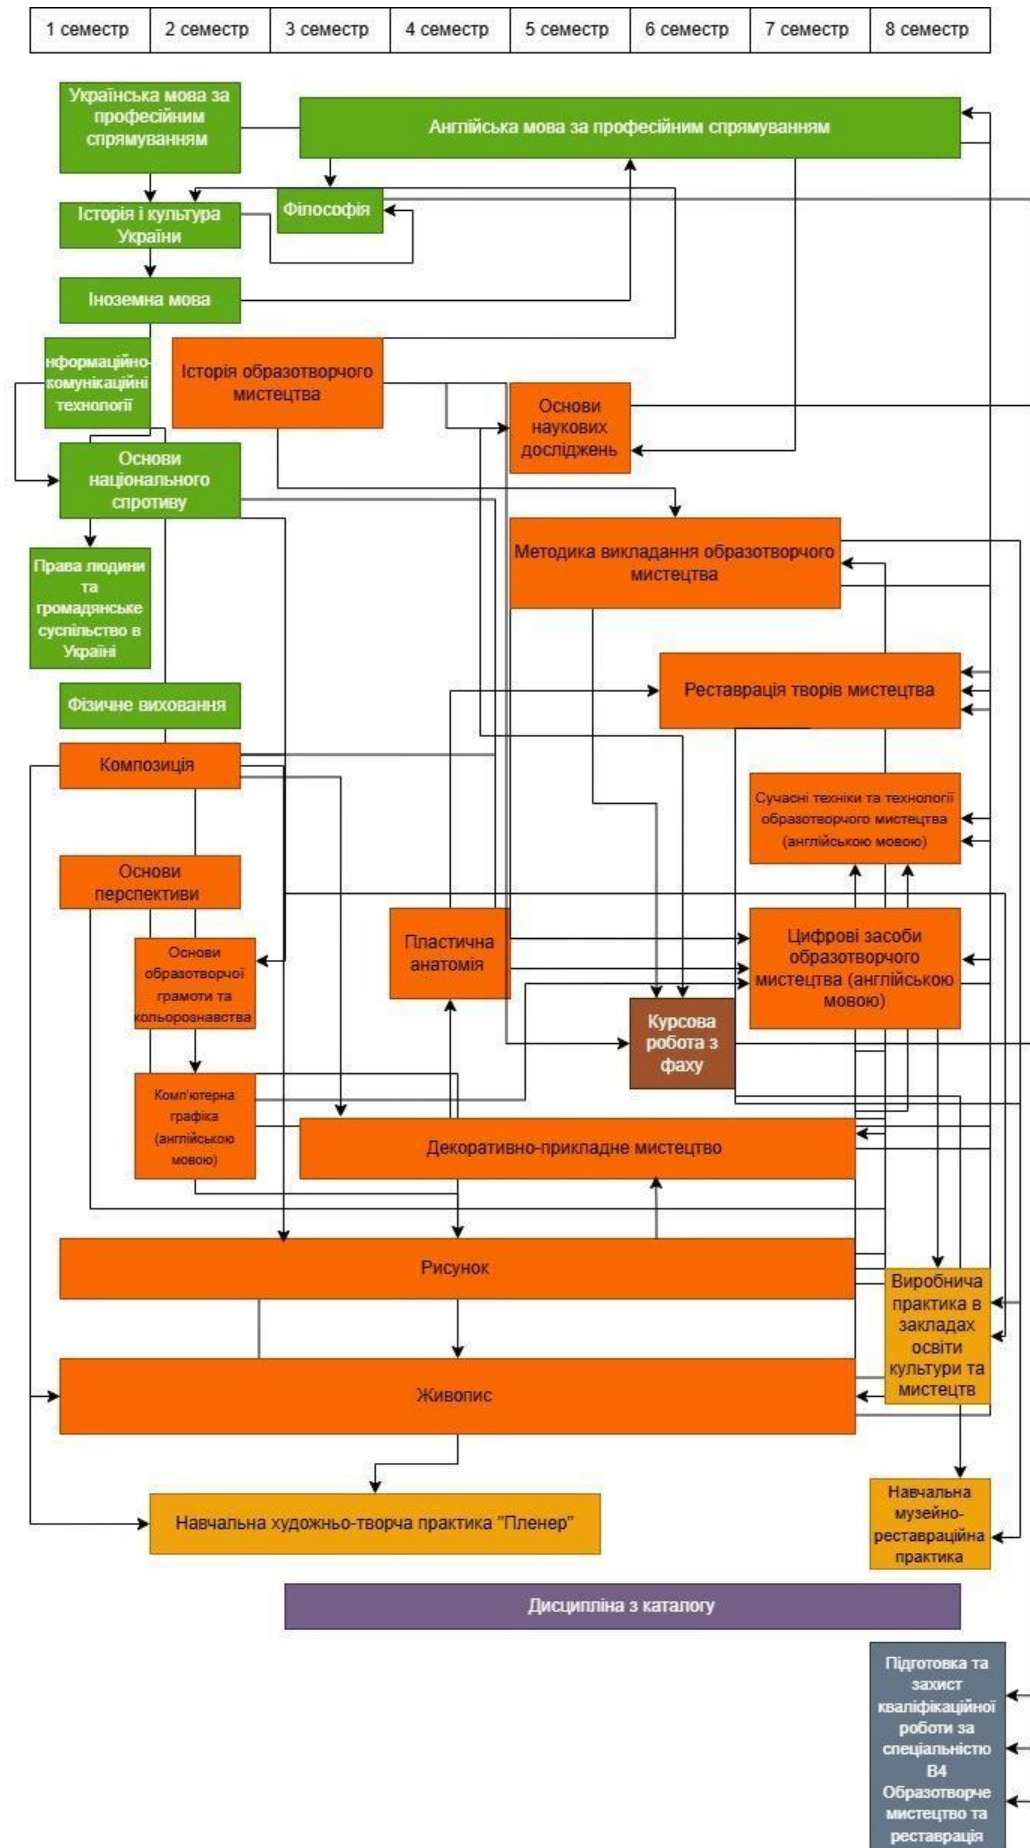 1 семестр
2 семестр
3 семестр
4 семестр
5 семестр
6 семестр
7 семестр
8 семестр
Українська мова за
професійним
спрямуванням
Англійська мова за професійним спрямуванням
Філософія
Історія і культура
України
Іноземна мова
нформаційно-
комунікаційні
технології
Історія образотворчого
мистецтва
Основи
наукових
досліджень
Основи
національного
спротиву
Методика викладання образотворчого
мистецтва
Права людини
та
громадянське
суспільство в
Україні
Реставрація творів мистецтва
Фізичне виховання
Композиція
Сучасні техніки та технології
образотворчого мистецтва
(англійською мовою)
Основи
перспективи
Пластична
анатомія
Цифрові засоби
образотворчого
мистецтва (англійською
мовою)
Основи
образотворчої
грамоти та
кольорознавства
Курсова
робота з
фаху
Комп'ютерна
графіка
(англійською
мовою)
Декоративно-прикладне мистецтво
Рисунок
Виробнича
практика в
закладах
освіти
культури та
мистецтв
Живопис
Навчальна художньо-творча практика "Пленер"
Навчальна
музейно-
реставраційна
практика
Дисципліна з каталогу
Підготовка та
захист
кваліфікаційної
роботи за
спеціальністю
В4
Образотворче
мистецтво та
реставрація